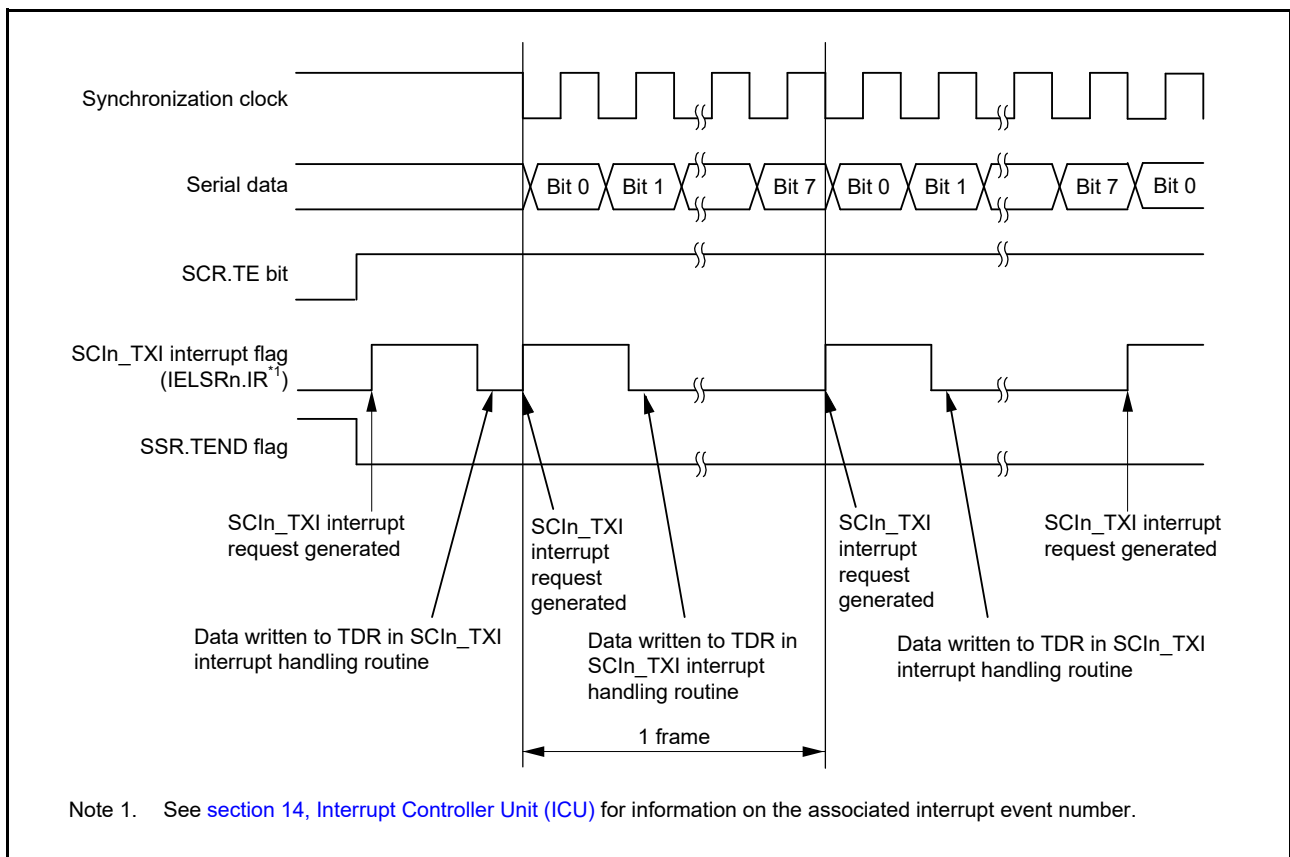 Synchronization clock
Serial data
Bit 0 Bit 1 Bit 7 Bit 0 Bit 1 Bit 7 Bit 0
SCR.TE bit
SCIn_TXI interrupt flag
(IELSRn.IR*1)
SSR.TEND flag
SCIn_TXI interrupt
request generated
SCIn_TXI
interrupt
request
generated
SCIn_TXI
interrupt
request
generated
SCIn_TXI interrupt
request generated
Data written to TDR in SCIn_TXI
interrupt handling routine
Data written to TDR in
SCIn_TXI interrupt
handling routine
Data written to TDR in SCIn_TXI
interrupt handling routine
1 frame
Note 1. See section 14, Interrupt Controller Unit (ICU) for information on the associated interrupt event number.